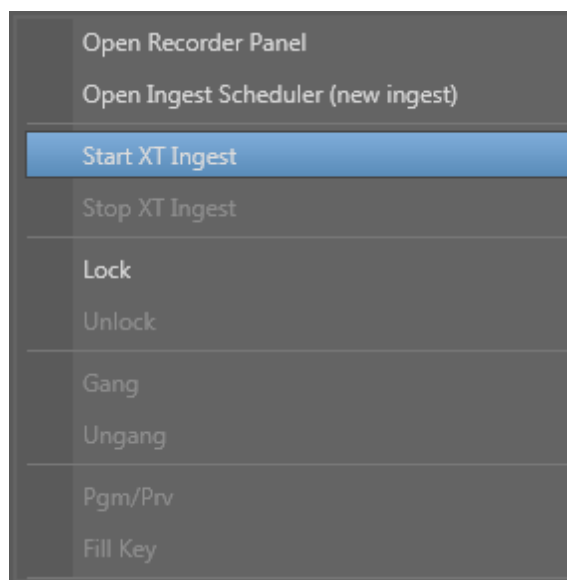 Open Recorder Panel
Open Ingest Scheduler (new ingest)
Start XT Ingest
Stop XT Ingest
Lock
Unlock
Gang
Ungang
Pgm/Prv
Fill Key